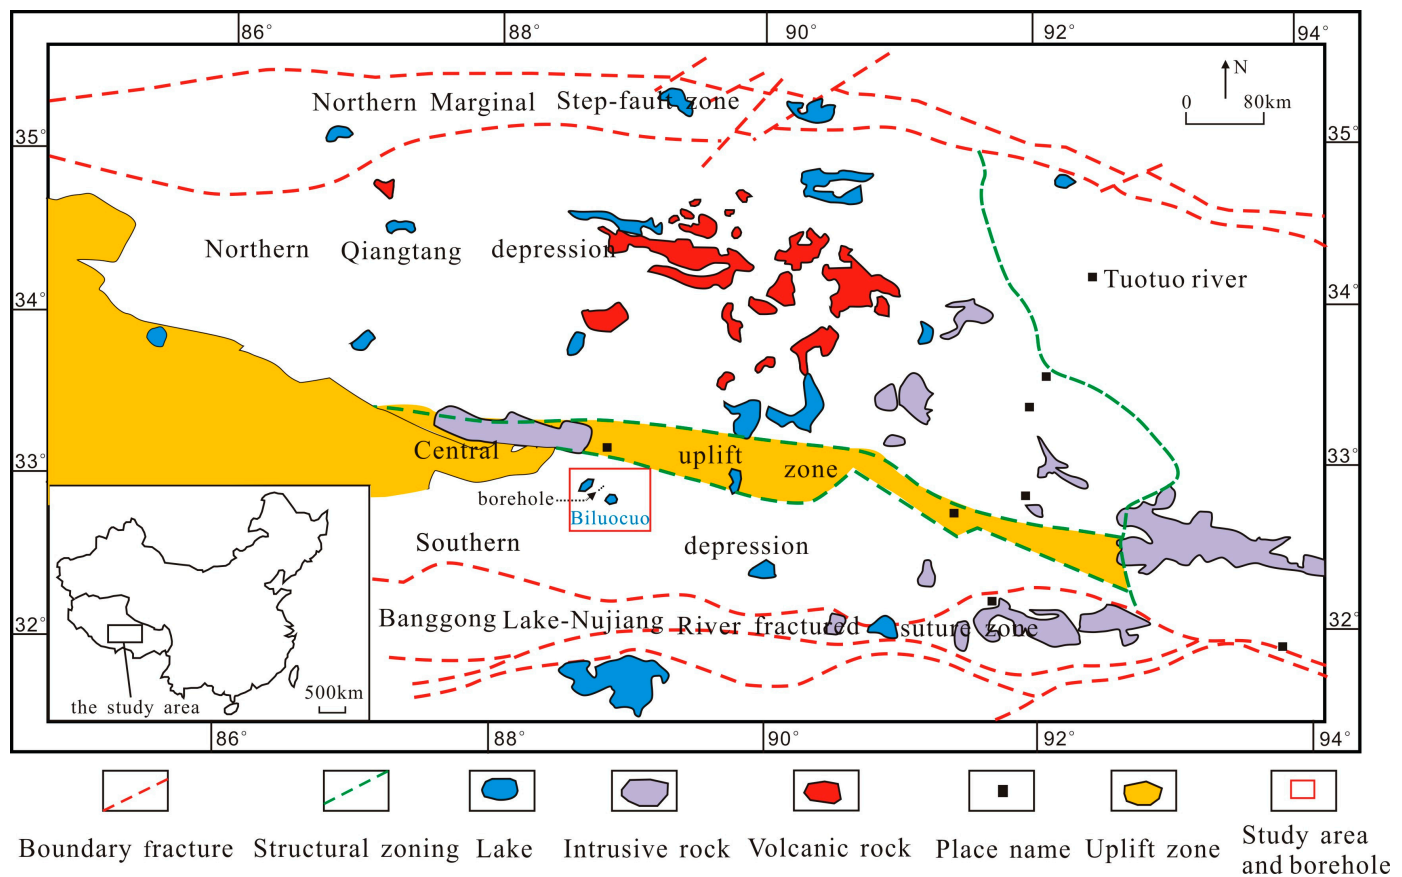 86° 88° 90° 92° 94°
N
0 80km
Northern Marginal Step-fault zone
35° 35°
Northern Qiangtang depression
Tuotuo river
34° 34°
Central uplift zone
33° 33°
borehole
Biluocuo
Southern depression
Banggong Lake-Nujiang River fractured suture zone
32° 32°
500km
the study area
86° 88° 90° 92° 94°
Boundary fracture Structural zoning Lake Intrusive rock Volcanic rock Place name Uplift zone Study area
and borehole